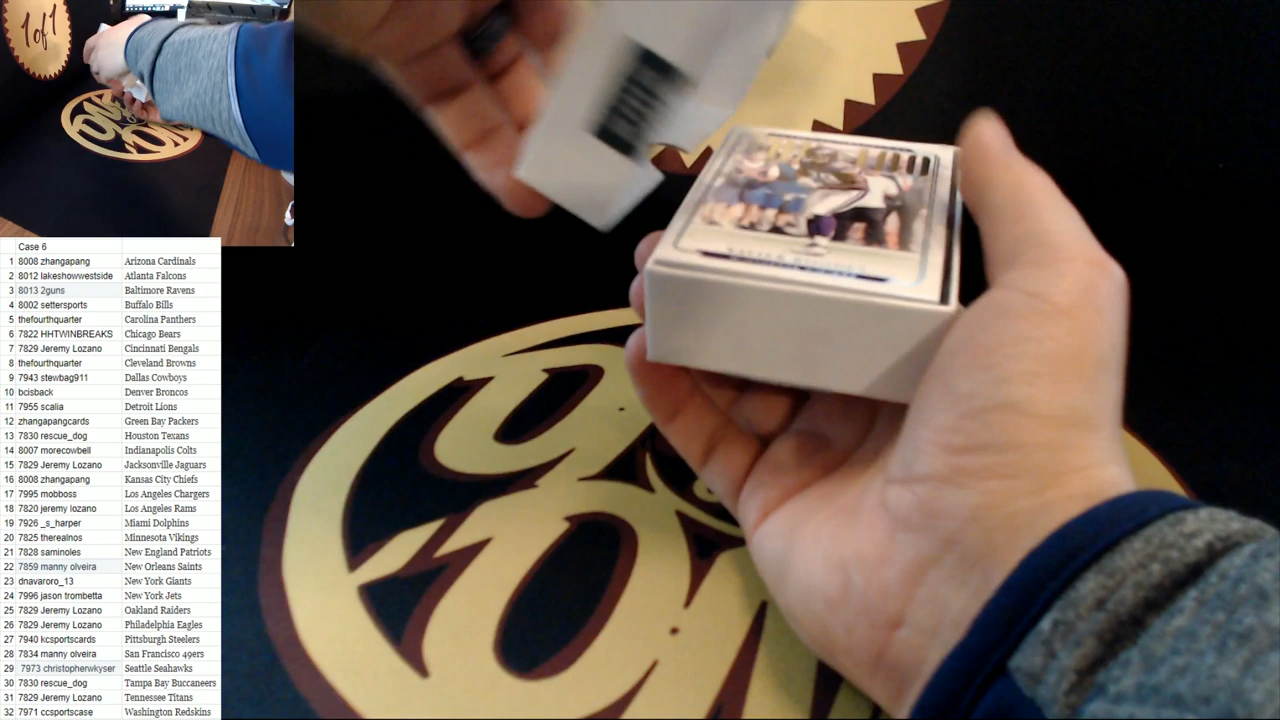 1 of 1
ONE of ONE
Case 6
1 8008 zhangapang Arizona Cardinals
2 8012 lakeshowwestside Atlanta Falcons
3 8013 2guns Baltimore Ravens
4 8002 settersports Buffalo Bills
5 thefourthquarter Carolina Panthers
6 7822 HHTWINBREAKS Chicago Bears
7 7829 Jeremy Lozano Cincinnati Bengals
8 thefourthquarter Cleveland Browns
9 7943 stewbag911 Dallas Cowboys
10 bcisback Denver Broncos
11 7955 scalia Detroit Lions
12 zhangapangcards Green Bay Packers
13 7830 rescue_dog Houston Texans
14 8007 morecowbell Indianapolis Colts
15 7829 Jeremy Lozano Jacksonville Jaguars
16 8008 zhangapang Kansas City Chiefs
17 7995 mobboss Los Angeles Chargers
18 7820 jeremy lozano Los Angeles Rams
19 7926 _s_harper Miami Dolphins
20 7825 therealnos Minnesota Vikings
21 7828 saminoles New England Patriots
22 7859 manny olveira New Orleans Saints
23 dnavaroro_13 New York Giants
24 7996 jason trombetta New York Jets
25 7829 Jeremy Lozano Oakland Raiders
26 7829 Jeremy Lozano Philadelphia Eagles
27 7940 kcsportscards Pittsburgh Steelers
28 7834 manny olveira San Francisco 49ers
29 7973 christopherwkyser Seattle Seahawks
30 7830 rescue_dog Tampa Bay Buccaneers
31 7829 Jeremy Lozano Tennessee Titans
32 7971 ccsportscase Washington Redskins